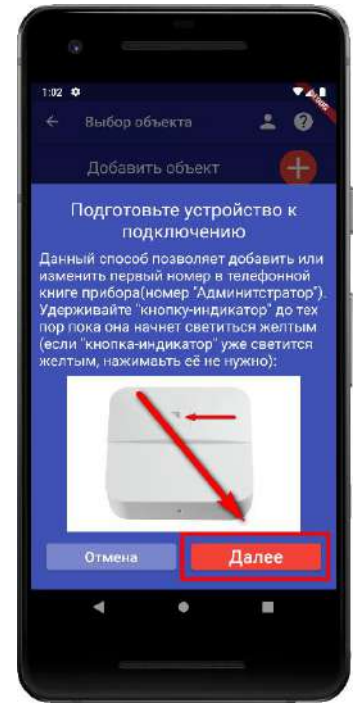 1:02
Выбор объекта
Добавить объект
Подготовьте устройство к
подключению
Данный способ позволяет добавить или
изменить первый номер в телефонной
книге прибора(номер "Админитстратор").
Удерживайте "кнопку-индикатор" до тех
пор пока она начнет светиться желтым
(если "кнопка-индикатор" уже светится
желтым, нажимаьть её не нужно):
Отмена
Далее